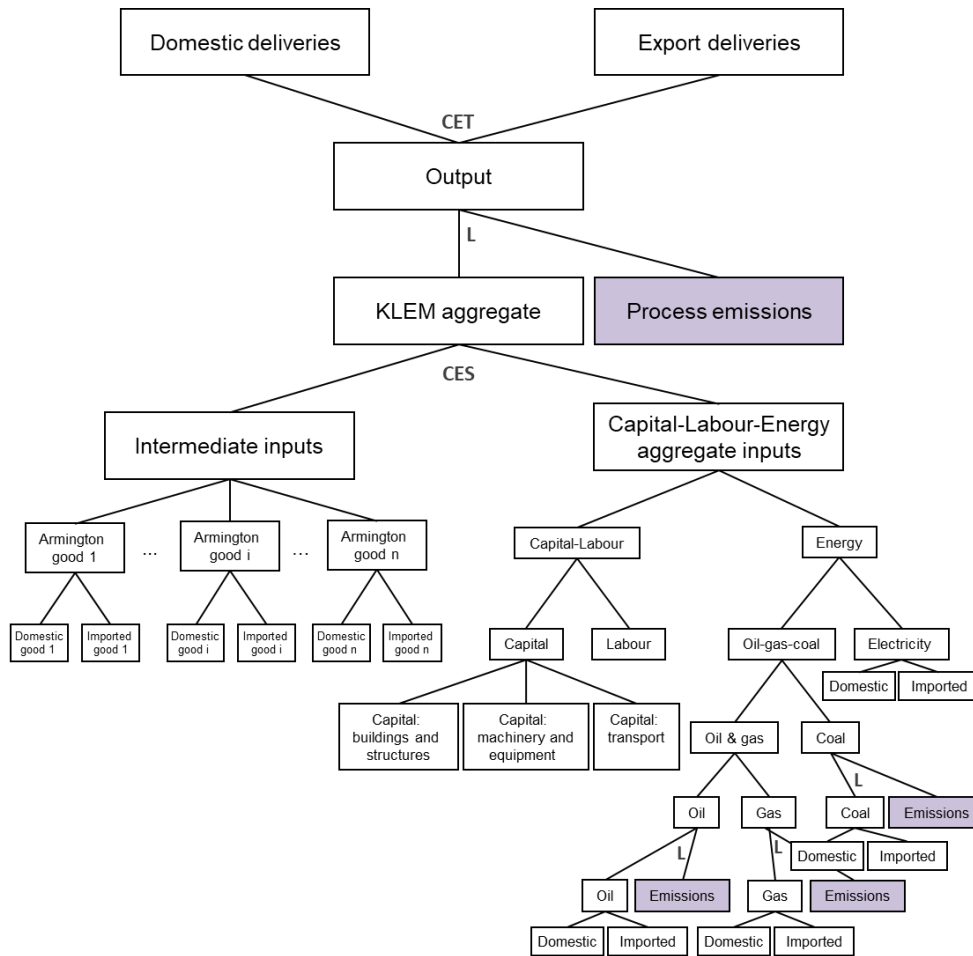 Domestic deliveries
Export deliveries
CET
Output
L
KLEM aggregate
Process emissions
CES
Intermediate inputs
Capital-Labour-Energy
aggregate inputs
Armington
good 1
...
Armington
good i
...
Armington
good n
Capital-Labour
Energy
Domestic
good 1
Imported
good 1
Domestic
good i
Imported
good i
Domestic
good n
Imported
good n
Capital
Labour
Oil-gas-coal
Electricity
Domestic
Imported
Capital:
buildings and
structures
Capital:
machinery and
equipment
Capital:
transport
Oil & gas
Coal
L
Oil
Gas
Coal
Emissions
L
L
Domestic
Imported
Oil
Emissions
Gas
Emissions
Domestic
Imported
Domestic
Imported